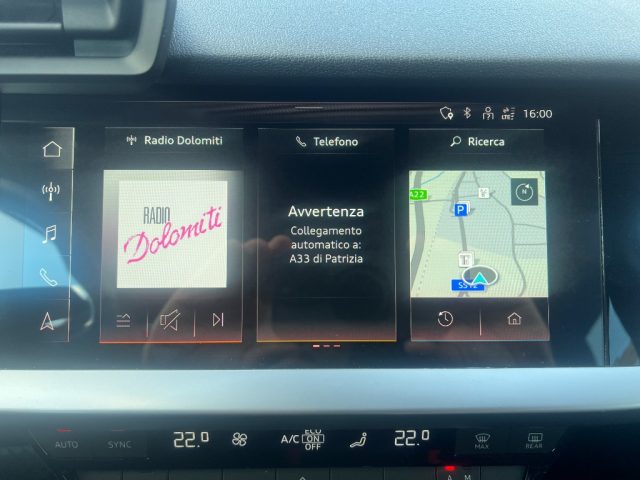 16:00
Radio Dolomiti
Telefono
Ricerca
RADIO
Dolomiti
Avvertenza
Collegamento
automatico a:
A33 di Patrizia
A22
P
N
SS12
AUTO
SYNC
22.0
A/C
ECO
ON
OFF
22.0
MAX
REAR
A M